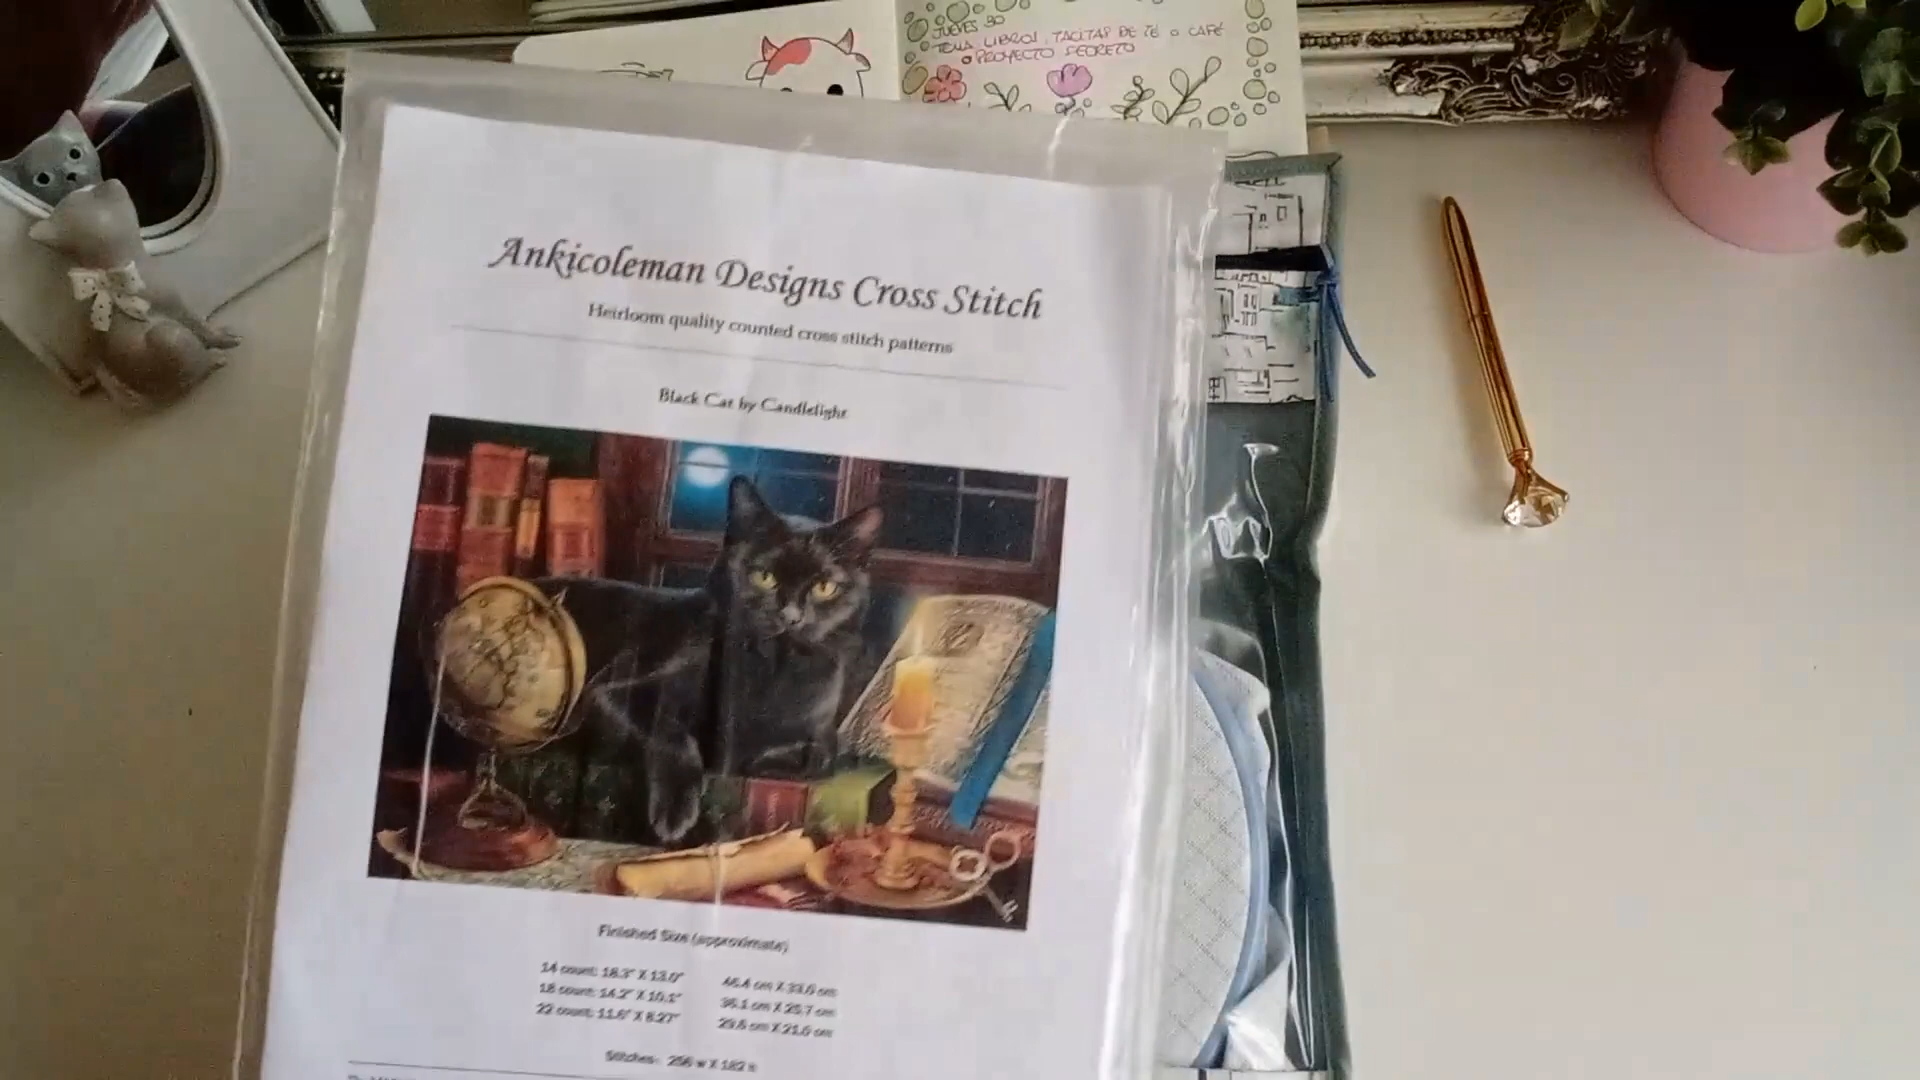 JUEVES 30
TEMA LIBROS, TACITAS DE TE O CAFÉ
O PROYECTO SECRETO
Ankicoleman Designs Cross Stitch
Heirloom quality counted cross stitch patterns
Black Cat by Candlelight
Finished Size (approximate)
14 count: 18.3" X 13.0" 46.4 cm X 33.0 cm
18 count: 14.2" X 10.1" 36.1 cm X 25.7 cm
22 count: 11.6" X 8.27" 29.6 cm X 21.0 cm
Stitches: 256 w X 182 h